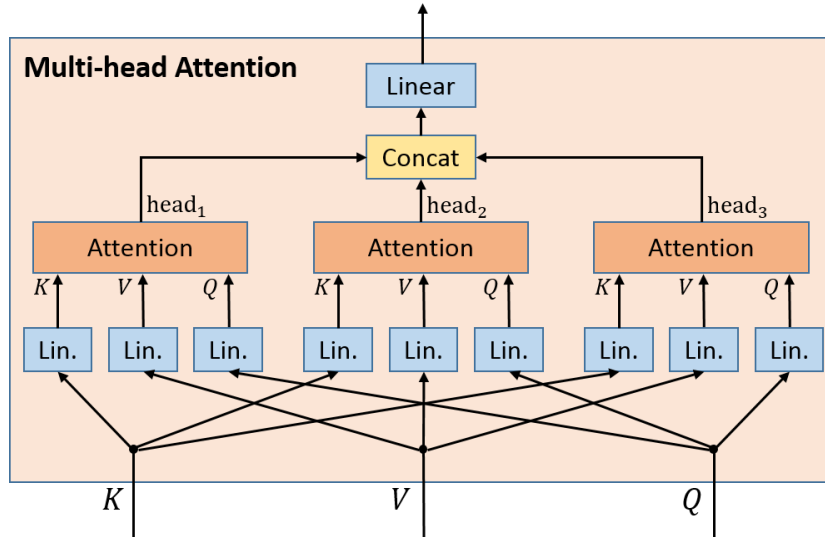 Multi-head Attention
Linear
Concat
head₁ head₂ head₃
Attention Attention Attention
K V Q K V Q K V Q
Lin. Lin. Lin. Lin. Lin. Lin. Lin. Lin. Lin.
K V Q